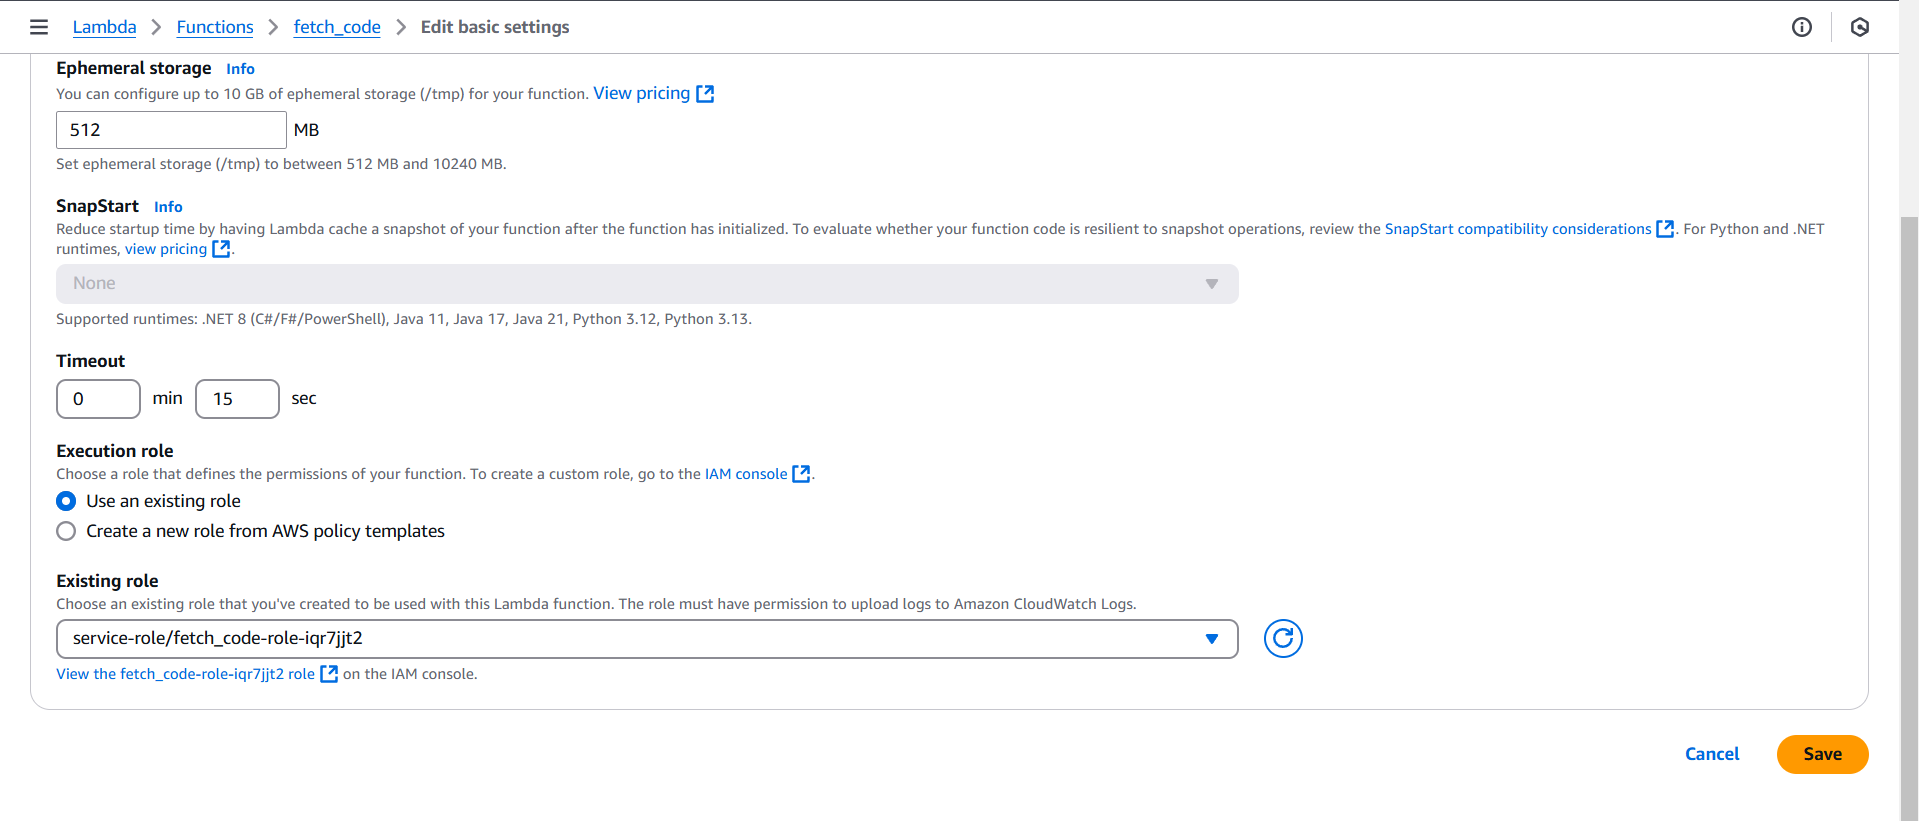 Lambda > Functions > fetch_code > Edit basic settings
Ephemeral storage Info
You can configure up to 10 GB of ephemeral storage (/tmp) for your function. View pricing
512 MB
Set ephemeral storage (/tmp) to between 512 MB and 10240 MB.
SnapStart Info
Reduce startup time by having Lambda cache a snapshot of your function after the function has initialized. To evaluate whether your function code is resilient to snapshot operations, review the SnapStart compatibility considerations . For Python and .NET
runtimes, view pricing .
None
Supported runtimes: .NET 8 (C#/F#/PowerShell), Java 11, Java 17, Java 21, Python 3.12, Python 3.13.
Timeout
0 min 15 sec
Execution role
Choose a role that defines the permissions of your function. To create a custom role, go to the IAM console .
Use an existing role
Create a new role from AWS policy templates
Existing role
Choose an existing role that you've created to be used with this Lambda function. The role must have permission to upload logs to Amazon CloudWatch Logs.
service-role/fetch_code-role-iqr7jjt2
View the fetch_code-role-iqr7jjt2 role on the IAM console.
Cancel Save